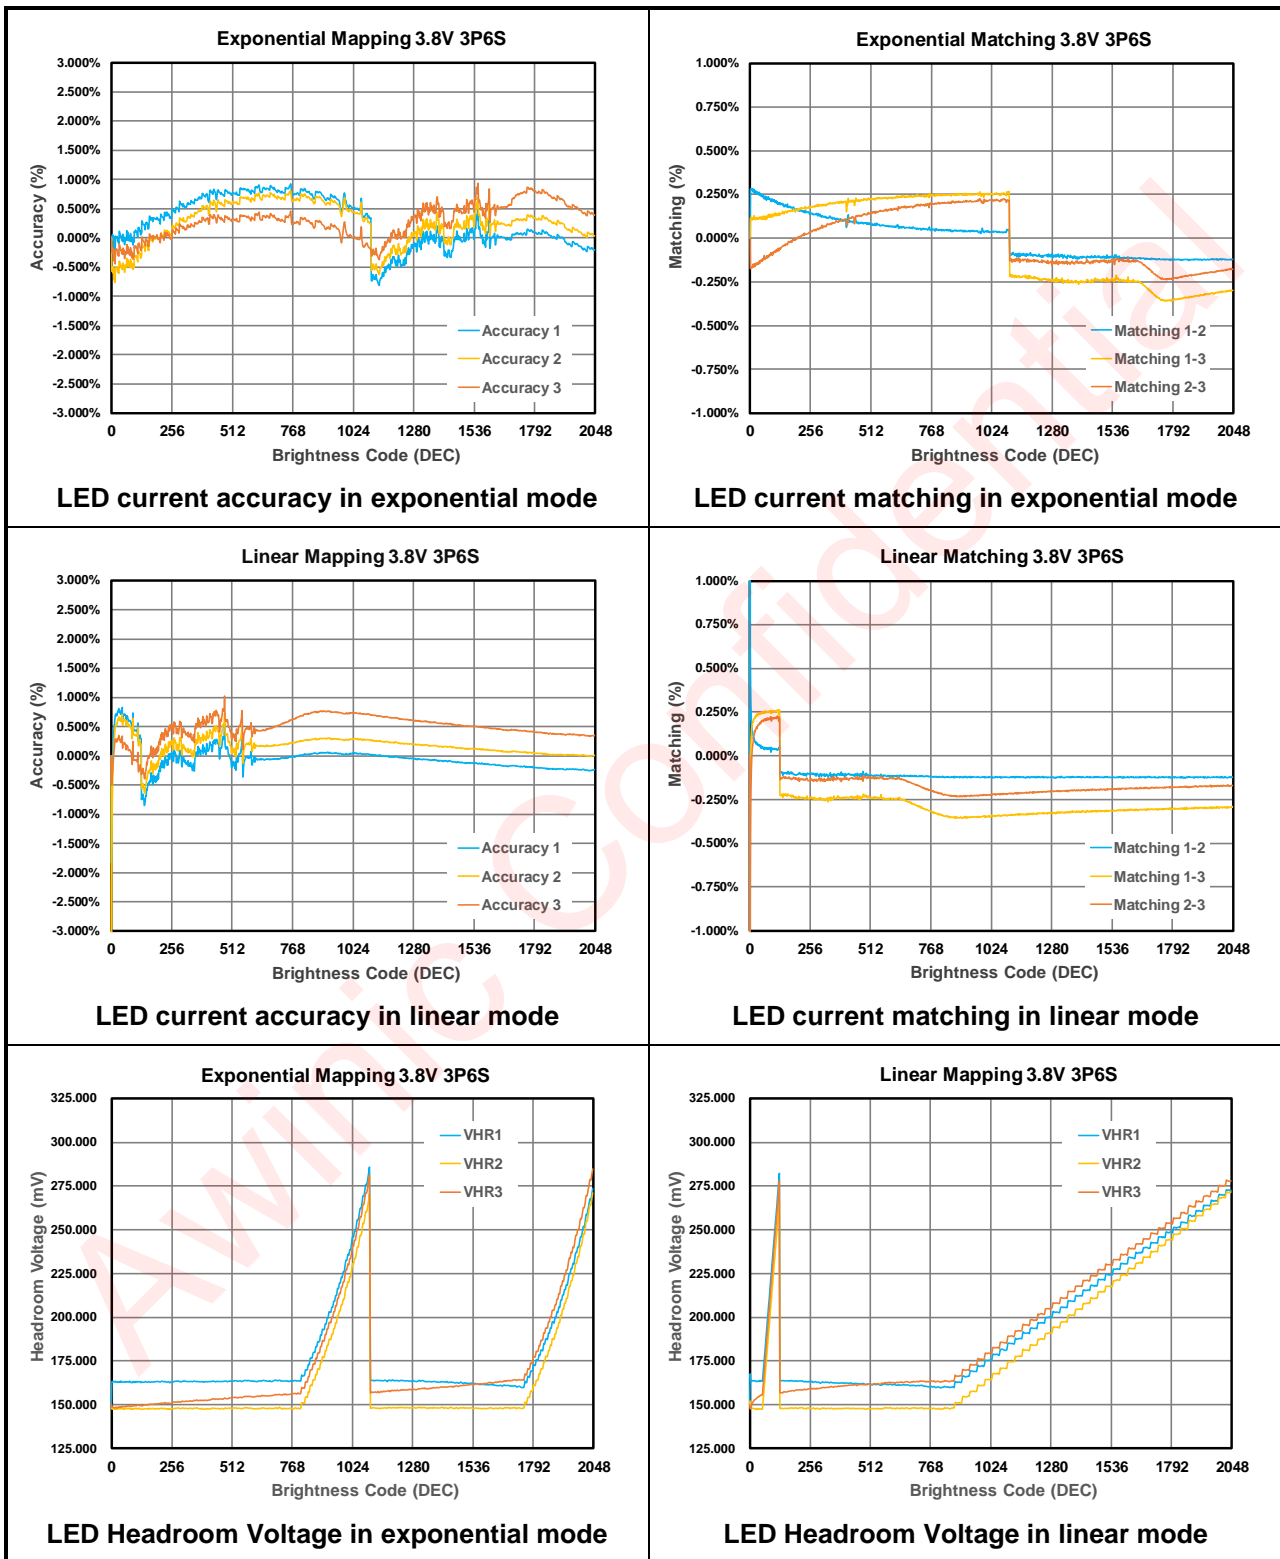 Exponential Mapping 3.8V 3P6S
3.000%
2.500%
2.000%
1.500%
1.000%
0.500%
0.000%
-0.500%
-1.000%
-1.500%
-2.000%
-2.500%
-3.000%
Accuracy (%)
Accuracy 1
Accuracy 2
Accuracy 3
0 256 512 768 1024 1280 1536 1792 2048
Brightness Code (DEC)
LED current accuracy in exponential mode
Exponential Matching 3.8V 3P6S
1.000%
0.750%
0.500%
0.250%
0.000%
-0.250%
-0.500%
-0.750%
-1.000%
Matching (%)
Matching 1-2
Matching 1-3
Matching 2-3
0 256 512 768 1024 1280 1536 1792 2048
Brightness Code (DEC)
LED current matching in exponential mode
Linear Mapping 3.8V 3P6S
3.000%
2.500%
2.000%
1.500%
1.000%
0.500%
0.000%
-0.500%
-1.000%
-1.500%
-2.000%
-2.500%
-3.000%
Accuracy (%)
Accuracy 1
Accuracy 2
Accuracy 3
0 256 512 768 1024 1280 1536 1792 2048
Brightness Code (DEC)
LED current accuracy in linear mode
Linear Matching 3.8V 3P6S
1.000%
0.750%
0.500%
0.250%
0.000%
-0.250%
-0.500%
-0.750%
-1.000%
Matching (%)
Matching 1-2
Matching 1-3
Matching 2-3
0 256 512 768 1024 1280 1536 1792 2048
Brightness Code (DEC)
LED current matching in linear mode
Exponential Mapping 3.8V 3P6S
325.000
300.000
275.000
250.000
225.000
200.000
175.000
150.000
125.000
Headroom Voltage (mV)
VHR1
VHR2
VHR3
0 256 512 768 1024 1280 1536 1792 2048
Brightness Code (DEC)
LED Headroom Voltage in exponential mode
Linear Mapping 3.8V 3P6S
325.000
300.000
275.000
250.000
225.000
200.000
175.000
150.000
125.000
Headroom Voltage (mV)
VHR1
VHR2
VHR3
0 256 512 768 1024 1280 1536 1792 2048
Brightness Code (DEC)
LED Headroom Voltage in linear mode
Awinic Confidential